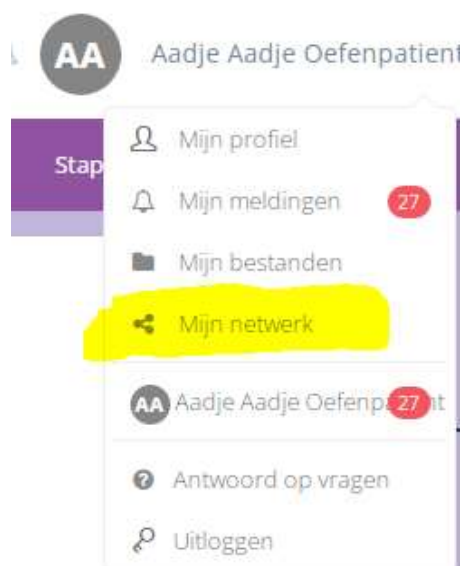 AA Aadje Aadje Oefenpatient
Mijn profiel
Stap
Mijn meldingen 27
Mijn bestanden
Mijn netwerk
AA Aadje Aadje Oefenp 27 t
Antwoord op vragen
Uitloggen